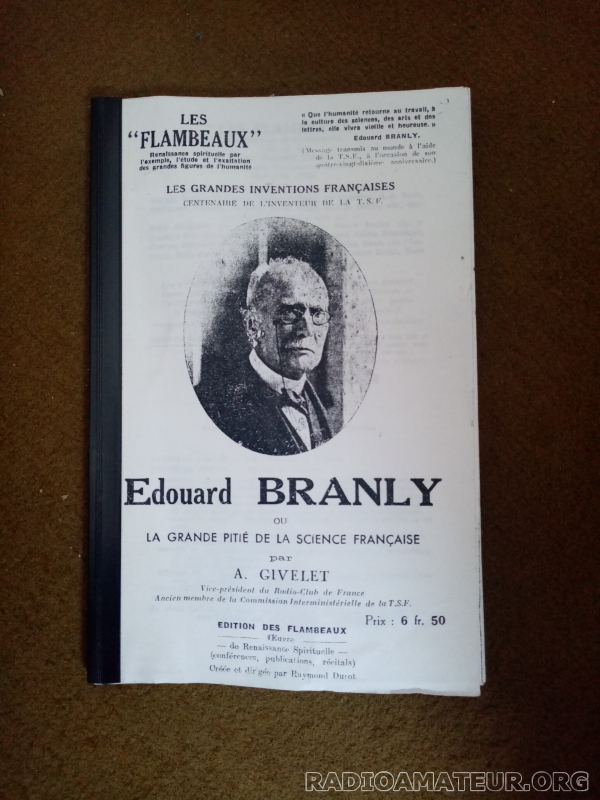 LES
"FLAMBEAUX"
Renaissance spirituelle par
l'exemple, l'étude et l'exaltation
des grandes figures de l'humanité
« Que l'humanité retourne au travail, à
la culture des sciences, des arts et des
lettres, elle vivra vieille et heureuse. »
Edouard BRANLY.
(Message transmis au monde à l'aide
de la T.S.F., à l'occasion de son
quatre-vingt-dixième anniversaire.)
LES GRANDES INVENTIONS FRANÇAISES
CENTENAIRE DE L'INVENTEUR DE LA T.S.F.
Edouard BRANLY
OU
LA GRANDE PITIÉ DE LA SCIENCE FRANÇAISE
par
A. GIVELET
Vice-président du Radio-Club de France
Ancien membre de la Commission Interministérielle de la T.S.F.
Prix : 6 fr. 50
EDITION DES FLAMBEAUX
Œuvre
— de Renaissance Spirituelle —
(conférences, publications, récitals)
Créée et dirigée par Raymond Duvot
RADIOAMATEUR.ORG